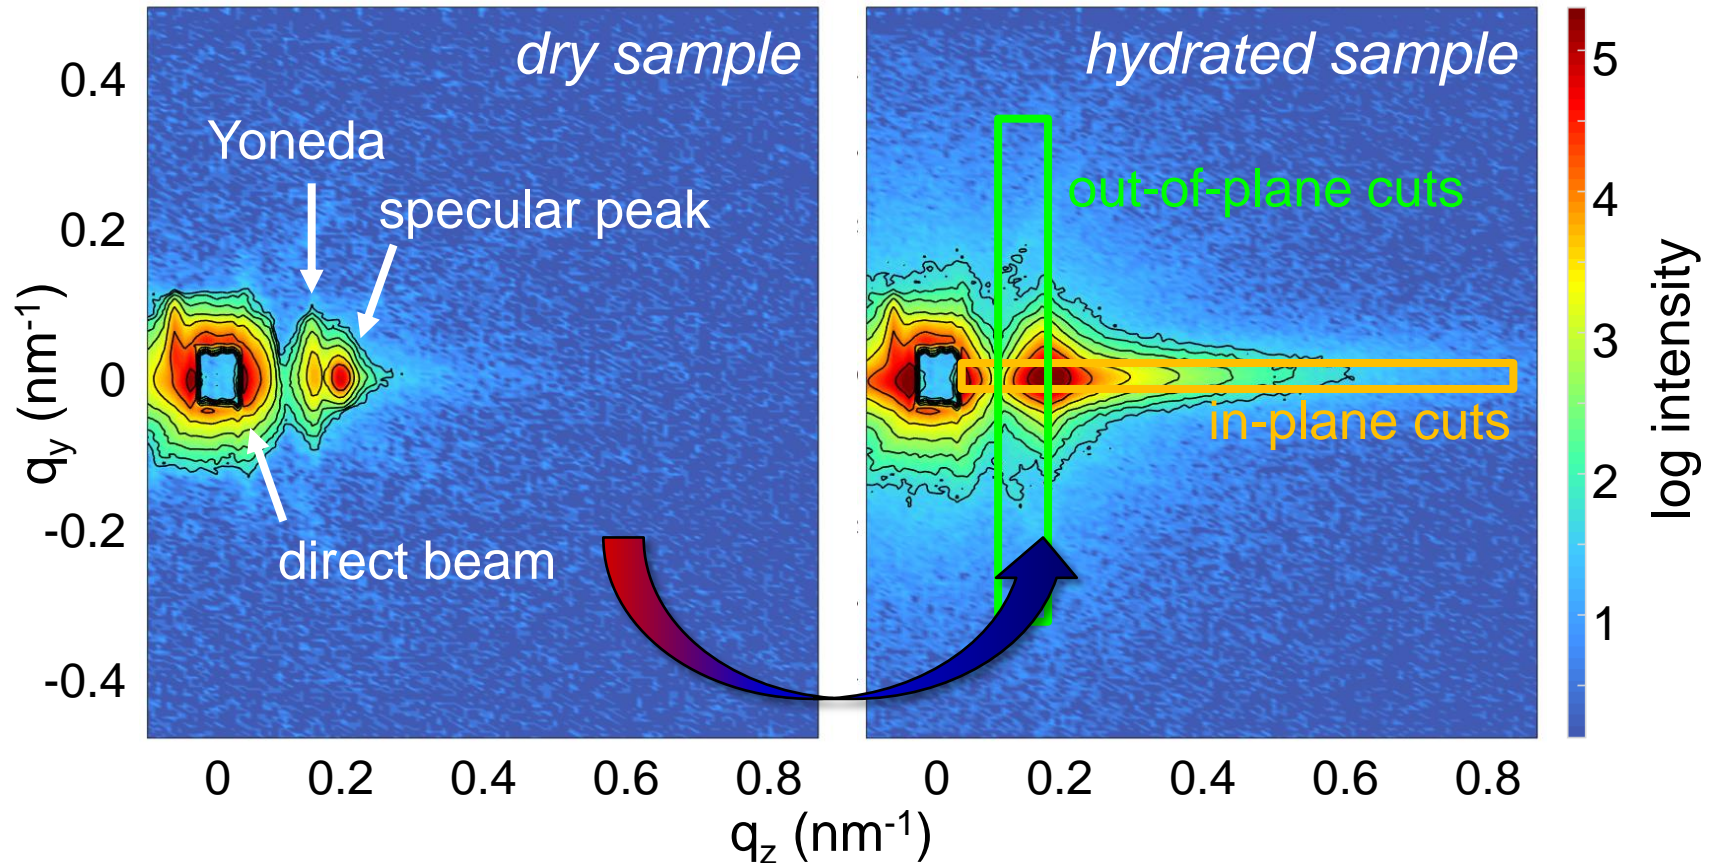 dry sample
hydrated sample
Yoneda
specular peak
direct beam
out-of-plane cuts
in-plane cuts
0.4
0.2
0
-0.2
-0.4
q_y (nm^-1)
0 0.2 0.4 0.6 0.8
0 0.2 0.4 0.6 0.8
q_z (nm^-1)
5
4
3
2
1
log intensity